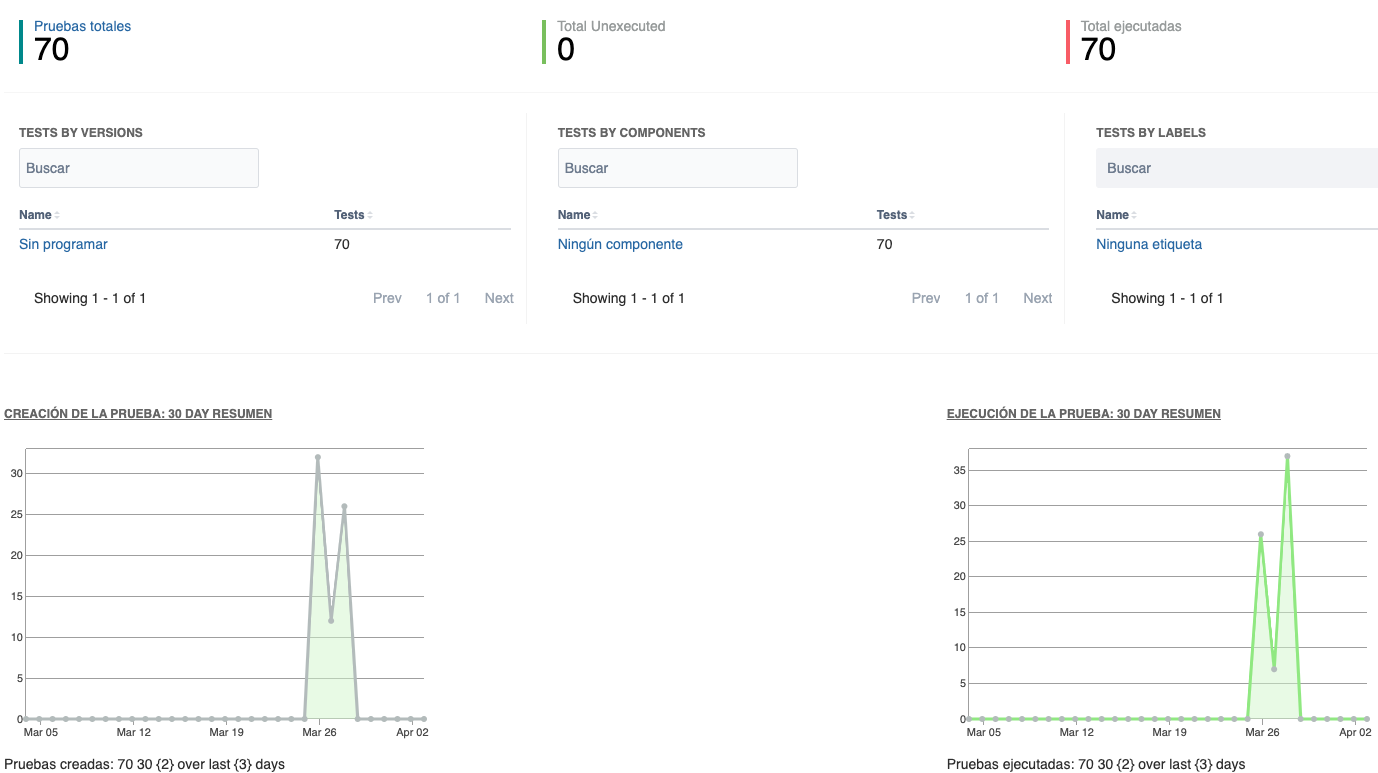 Pruebas totales
70
Total Unexecuted
0
Total ejecutadas
70
TESTS BY VERSIONS
Buscar
Name Tests
Sin programar 70
Showing 1 - 1 of 1 Prev 1 of 1 Next
TESTS BY COMPONENTS
Buscar
Name Tests
Ningún componente 70
Showing 1 - 1 of 1 Prev 1 of 1 Next
TESTS BY LABELS
Buscar
Name
Ninguna etiqueta
Showing 1 - 1 of 1
CREACIÓN DE LA PRUEBA: 30 DAY RESUMEN
30
25
20
15
10
5
0
Mar 05 Mar 12 Mar 19 Mar 26 Apr 02
Pruebas creadas: 70 30 {2} over last {3} days
EJECUCIÓN DE LA PRUEBA: 30 DAY RESUMEN
35
30
25
20
15
10
5
0
Mar 05 Mar 12 Mar 19 Mar 26 Apr 02
Pruebas ejecutadas: 70 30 {2} over last {3} days